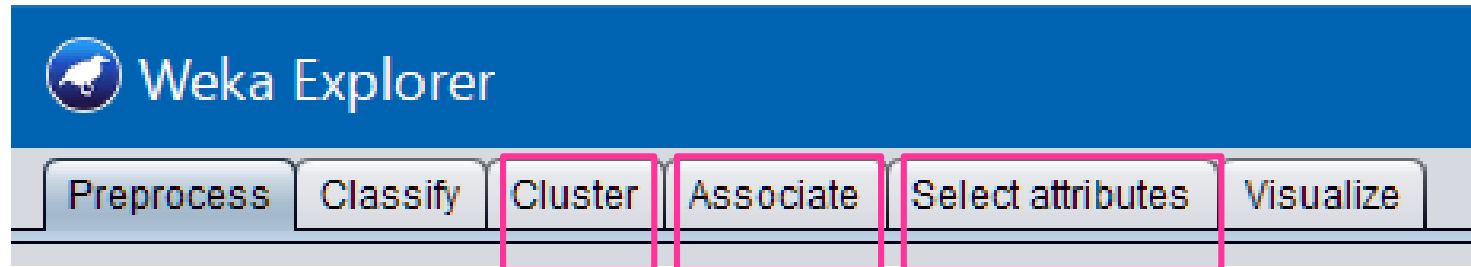 Weka Explorer
Preprocess Classify Cluster Associate Select attributes Visualize